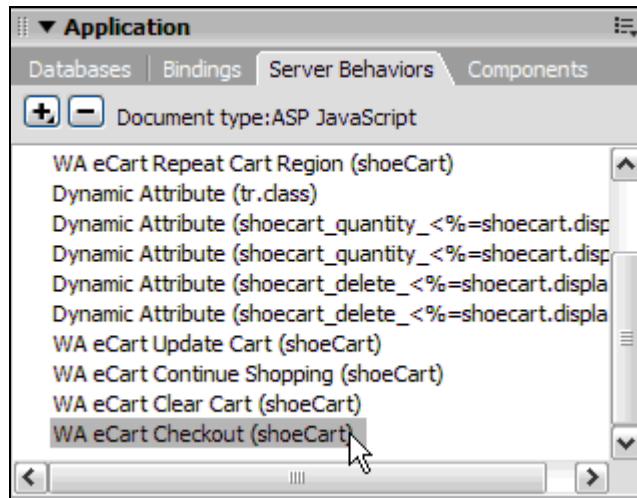 Application
Databases Bindings Server Behaviors Components
Document type:ASP JavaScript
WA eCart Repeat Cart Region (shoeCart)
Dynamic Attribute (tr.class)
Dynamic Attribute (shoecart_quantity_<%=shoecart.disp
Dynamic Attribute (shoecart_quantity_<%=shoecart.disp
Dynamic Attribute (shoecart_delete_<%=shoecart.displa
Dynamic Attribute (shoecart_delete_<%=shoecart.displa
WA eCart Update Cart (shoeCart)
WA eCart Continue Shopping (shoeCart)
WA eCart Clear Cart (shoeCart)
WA eCart Checkout (shoeCart)